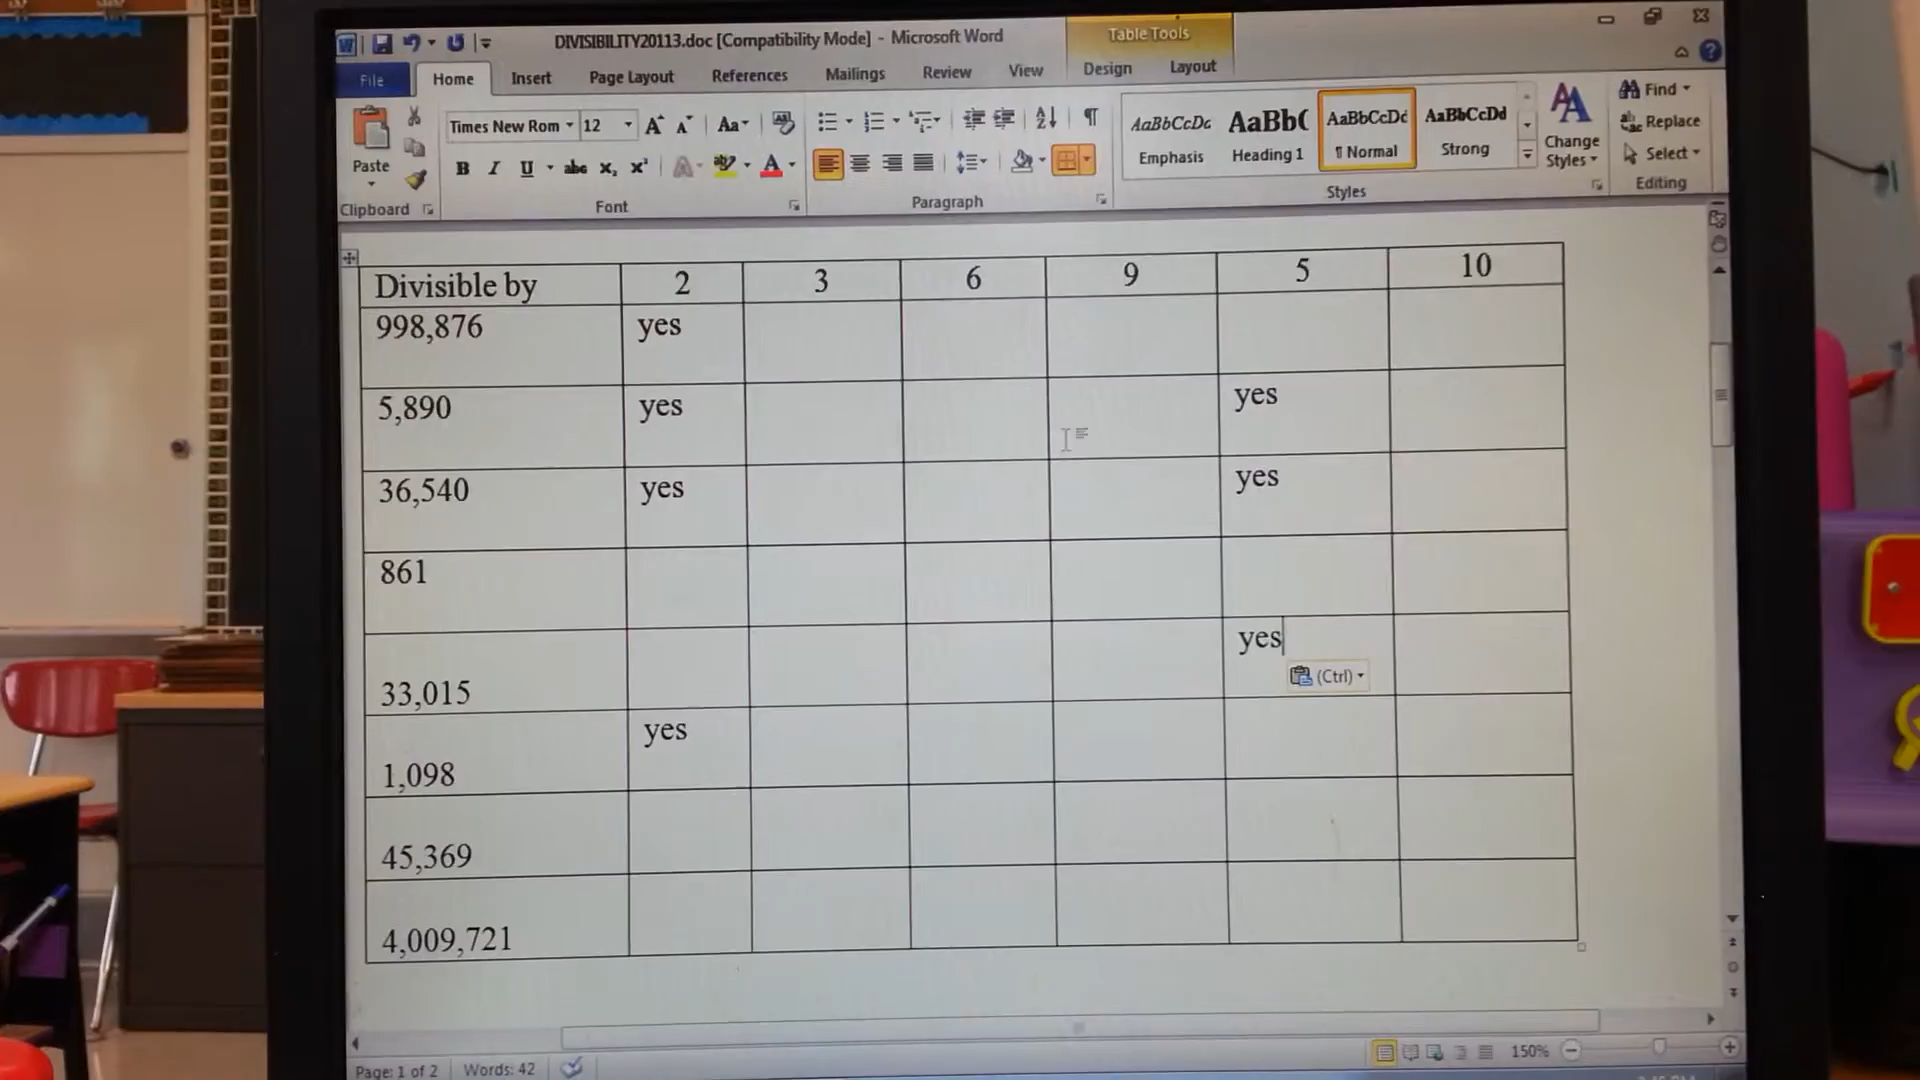 DIVISIBILITY20113.doc [Compatibility Mode] - Microsoft Word
Table Tools
File Home Insert Page Layout References Mailings Review View Design Layout
Paste
Clipboard
Times New Rom 12
Font
Paragraph
AaBbCcDc AaBb( AaBbCcDc AaBbCcDd
Emphasis Heading 1 ¶ Normal Strong
Styles
Change Styles
Find
Replace
Select
Editing
Divisible by 2 3 6 9 5 10
998,876 yes
5,890 yes yes
36,540 yes yes
861
33,015 yes
(Ctrl)
1,098 yes
45,369
4,009,721
Page: 1 of 2 Words: 42 150%